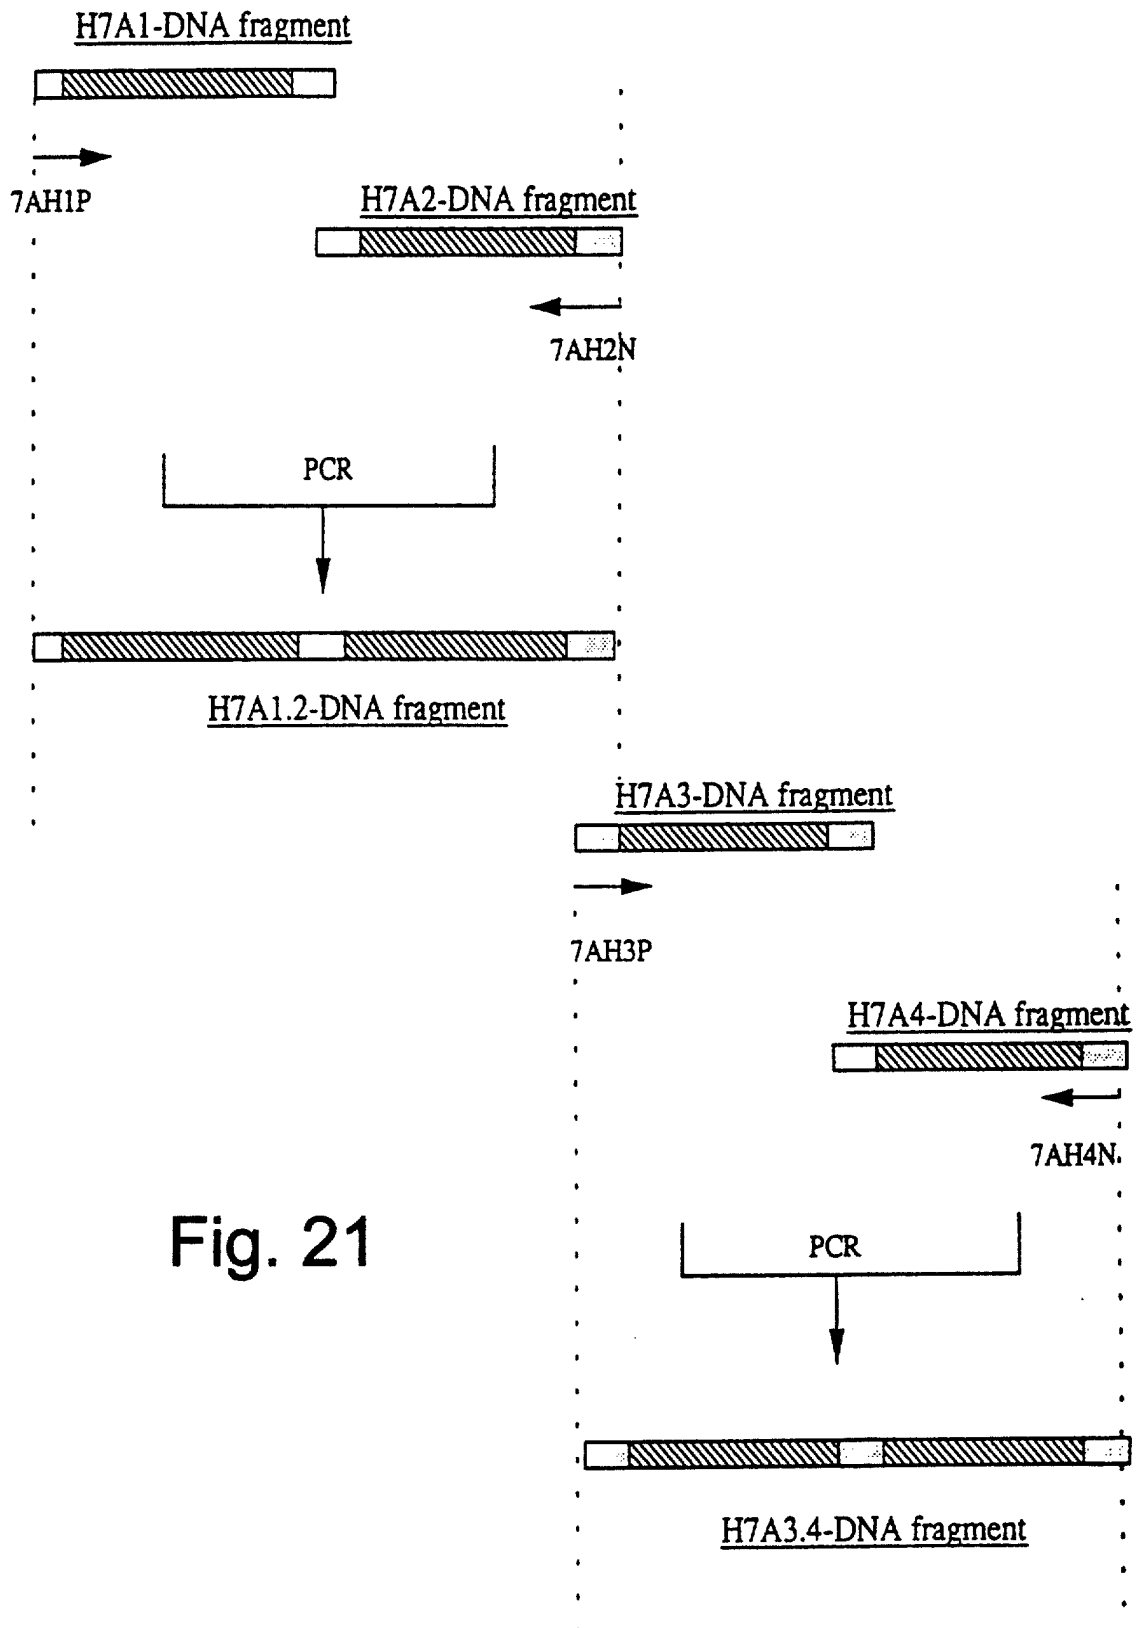 H7A1-DNA fragment
7AH1P
H7A2-DNA fragment
7AH2N
PCR
H7A1.2-DNA fragment
H7A3-DNA fragment
7AH3P
H7A4-DNA fragment
7AH4N
PCR
Fig. 21
H7A3.4-DNA fragment